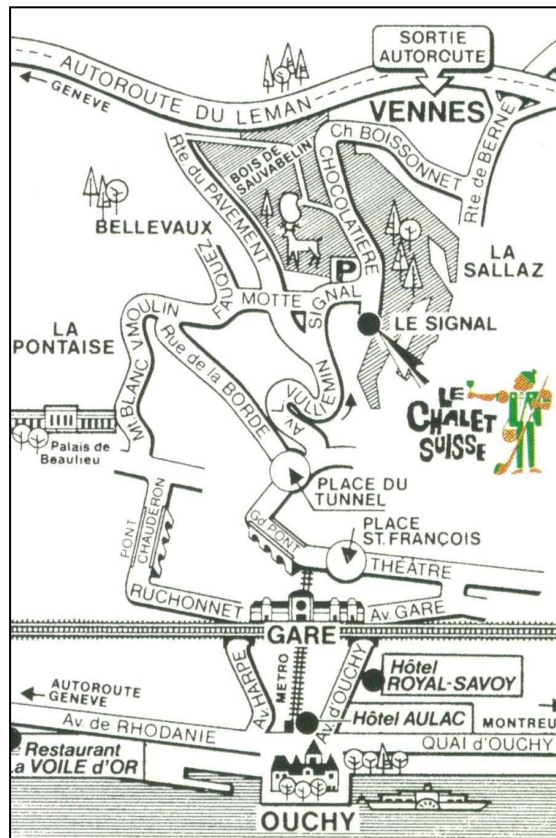 SORTIE
AUTOROUTE
AUTOROUTE DU LEMAN
GENEVE
VENNES
Ch BOISSONNET
Rte. de BERNE
Rte. du PAVEMENT
BOIS DE
SAUVABELIN
CHOCOLATIÈRE
BELLEVAUX
LA
SALLAZ
P
FAUQUEZ
MOTTE
SIGNAL
LE SIGNAL
LA
PONTAISE
Mt. BLANC V.MOULIN
Rue de la BORDE
AV. L. VULLIEMIN
LE
CHALET
SUISSE
Palais de
Beaulieu
PLACE DU
TUNNEL
PONT
CHAUDERON
Gd PONT
PLACE
ST. FRANÇOIS
THÉÂTRE
RUCHONNET
Av. GARE
GARE
Av. HARPE
METRO
Av. d'OUCHY
Hôtel
ROYAL-SAVOY
AUTOROUTE
GENEVE
Av. de RHODANIE
Hôtel AULAC
MONTREU
QUAI d'OUCHY
Restaurant
La VOILE d'OR
OUCHY